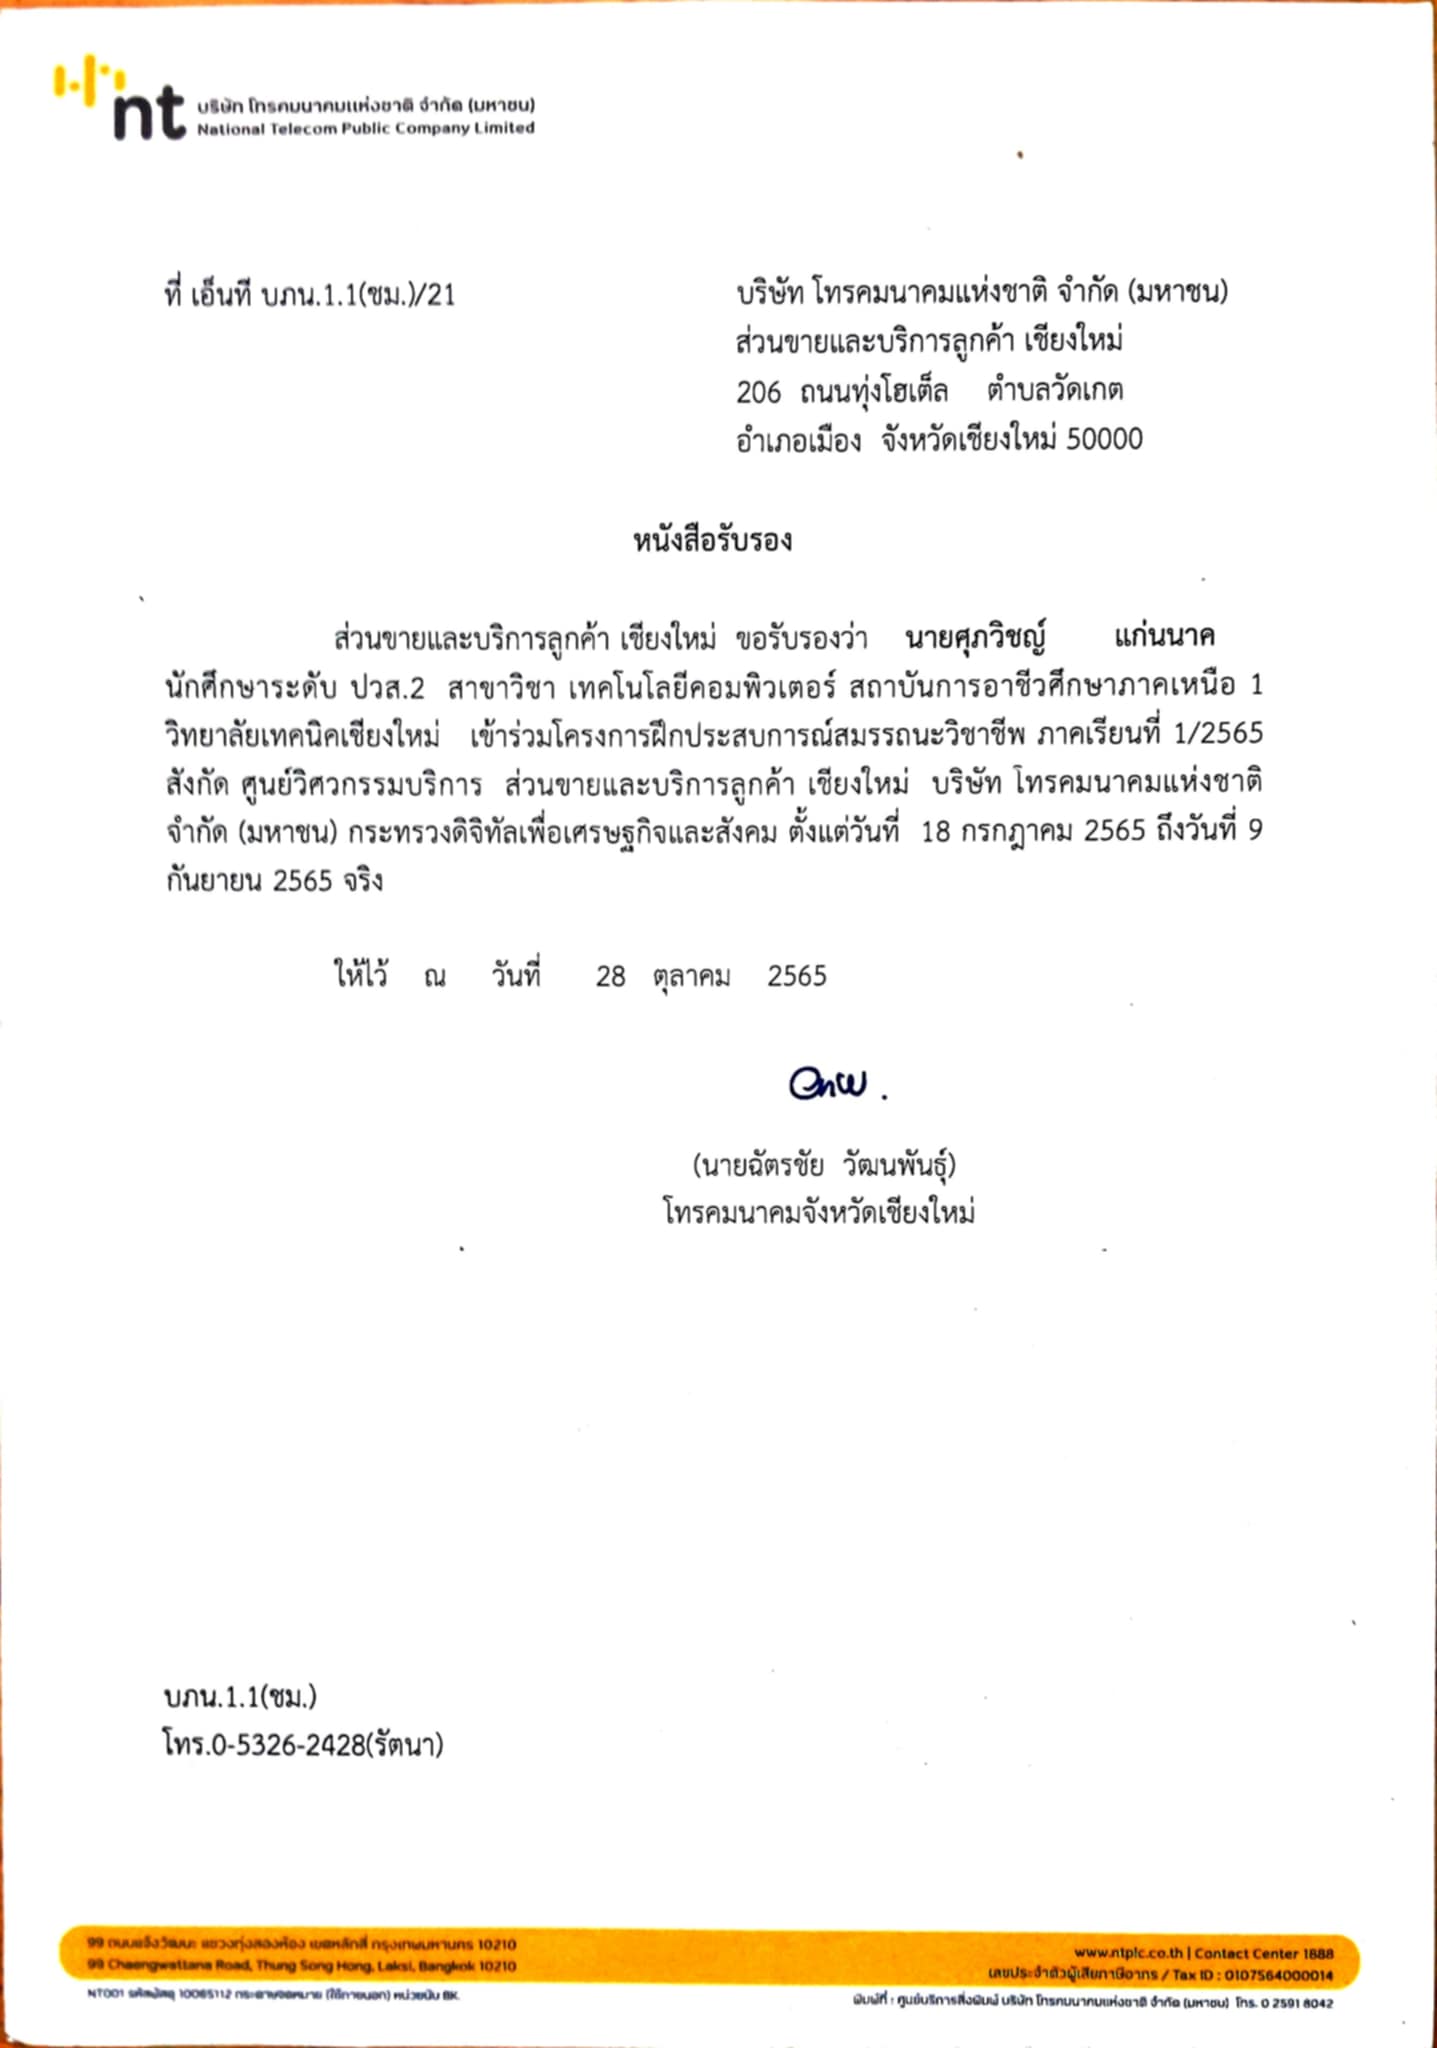 nt บริษัท โทรคมนาคมแห่งชาติ จำกัด (มหาชน)
National Telecom Public Company Limited
ที่ เอ็นที บภน.1.1(ชม.)/21
บริษัท โทรคมนาคมแห่งชาติ จำกัด (มหาชน)
ส่วนขายและบริการลูกค้า เชียงใหม่
206 ถนนทุ่งโฮเต็ล ตำบลวัดเกต
อำเภอเมือง จังหวัดเชียงใหม่ 50000
หนังสือรับรอง
ส่วนขายและบริการลูกค้า เชียงใหม่ ขอรับรองว่า นายศุภวิชญ์ แก่นนาค
นักศึกษาระดับ ปวส.2 สาขาวิชา เทคโนโลยีคอมพิวเตอร์ สถาบันการอาชีวศึกษาภาคเหนือ 1
วิทยาลัยเทคนิคเชียงใหม่ เข้าร่วมโครงการฝึกประสบการณ์สมรรถนะวิชาชีพ ภาคเรียนที่ 1/2565
สังกัด ศูนย์วิศวกรรมบริการ ส่วนขายและบริการลูกค้า เชียงใหม่ บริษัท โทรคมนาคมแห่งชาติ
จำกัด (มหาชน) กระทรวงดิจิทัลเพื่อเศรษฐกิจและสังคม ตั้งแต่วันที่ 18 กรกฎาคม 2565 ถึงวันที่ 9
กันยายน 2565 จริง
ให้ไว้ ณ วันที่ 28 ตุลาคม 2565
(นายฉัตรชัย วัฒนพันธุ์)
โทรคมนาคมจังหวัดเชียงใหม่
บภน.1.1(ชม.)
โทร.0-5326-2428(รัตนา)
99 ถนนแจ้งวัฒนะ แขวงทุ่งสองห้อง เขตหลักสี่ กรุงเทพมหานคร 10210
99 Chaengwattana Road, Thung Song Hong, Laksi, Bangkok 10210
www.ntplc.co.th | Contact Center 1888
เลขประจำตัวผู้เสียภาษีอากร / Tax ID : 0107564000014
NT001 รหัสพัสดุ 10065112 กระดาษจดหมาย (ใช้ภายนอก) หน่วยนับ BK.
พิมพ์ที่ : ศูนย์บริการสิ่งพิมพ์ บริษัท โทรคมนาคมแห่งชาติ จำกัด (มหาชน) โทร. 0 2591 8042